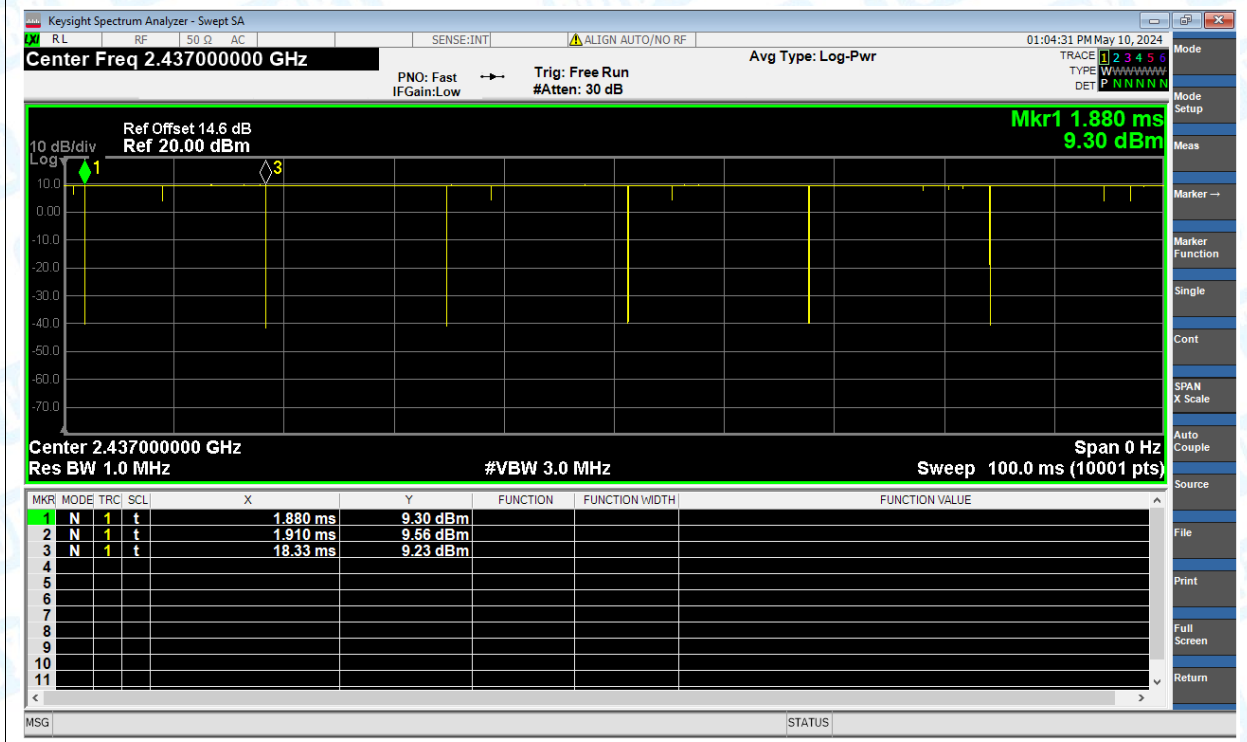 Keysight Spectrum Analyzer - Swept SA
LXI RL RF 50 Ω AC SENSE:INT ALIGN AUTO/NO RF 01:04:31 PM May 10, 2024
Center Freq 2.437000000 GHz Avg Type: Log-Pwr TRACE 1 2 3 4 5 6
PNO: Fast Trig: Free Run TYPE WWWWWW
IFGain:Low #Atten: 30 dB DET P N N N N N
Mkr1 1.880 ms
9.30 dBm
Ref Offset 14.6 dB
10 dB/div Ref 20.00 dBm
Log
1
3
10.0
0.00
-10.0
-20.0
-30.0
-40.0
-50.0
-60.0
-70.0
Center 2.437000000 GHz Span 0 Hz
Res BW 1.0 MHz #VBW 3.0 MHz Sweep 100.0 ms (10001 pts)
MKR MODE TRC SCL X Y FUNCTION FUNCTION WIDTH FUNCTION VALUE
1 N 1 t 1.880 ms 9.30 dBm
2 N 1 t 1.910 ms 9.56 dBm
3 N 1 t 18.33 ms 9.23 dBm
4
5
6
7
8
9
10
11
MSG STATUS
Mode
Mode
Setup
Meas
Marker →
Marker
Function
Single
Cont
SPAN
X Scale
Auto
Couple
Source
File
Print
Full
Screen
Return